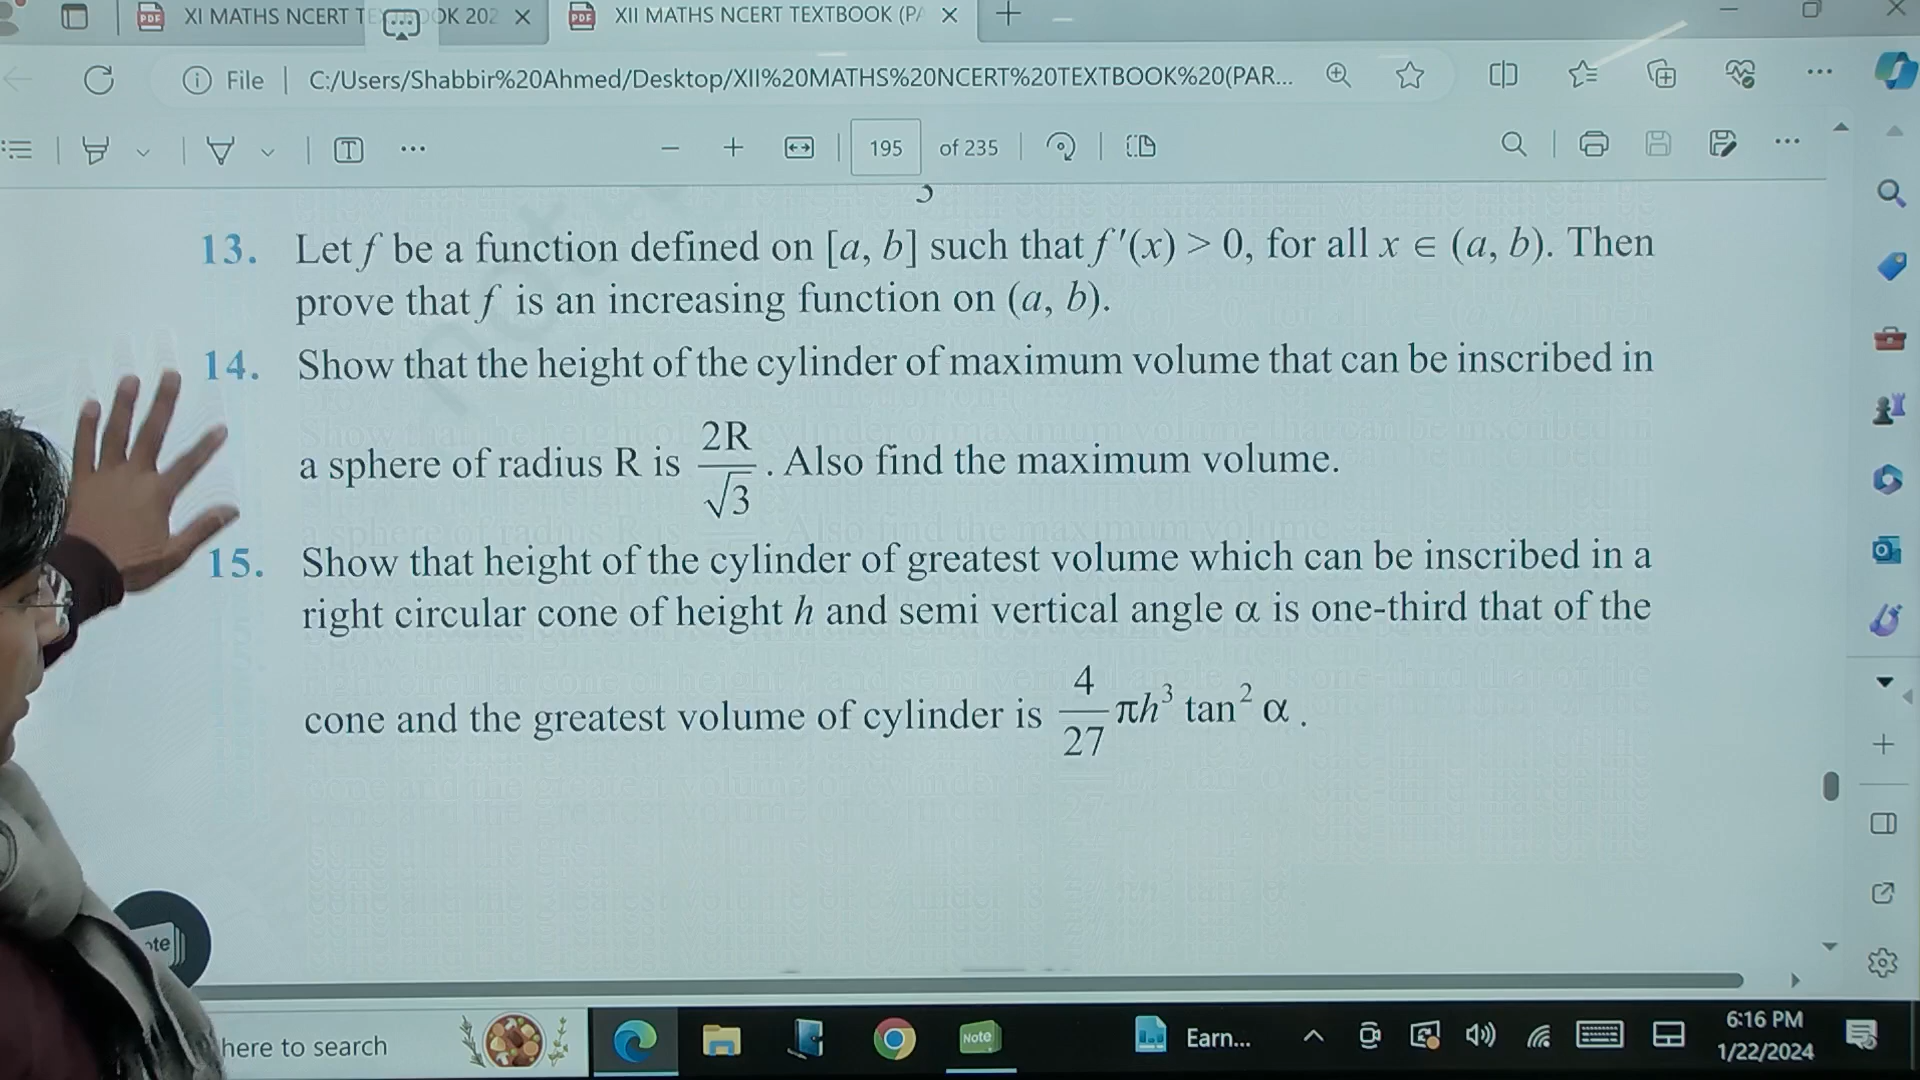 XI MATHS NCERT TEXTBOOK 202
XII MATHS NCERT TEXTBOOK (PA
File
C:/Users/Shabbir%20Ahmed/Desktop/XII%20MATHS%20NCERT%20TEXTBOOK%20(PAR...
195 of 235
13. Let f be a function defined on [a, b] such that f'(x) > 0, for all x ∈ (a, b). Then
prove that f is an increasing function on (a, b).
14. Show that the height of the cylinder of maximum volume that can be inscribed in
a sphere of radius R is 2R/√3. Also find the maximum volume.
15. Show that height of the cylinder of greatest volume which can be inscribed in a
right circular cone of height h and semi vertical angle α is one-third that of the
cone and the greatest volume of cylinder is 4/27 πh³ tan² α.
here to search
Note
Earn...
6:16 PM
1/22/2024